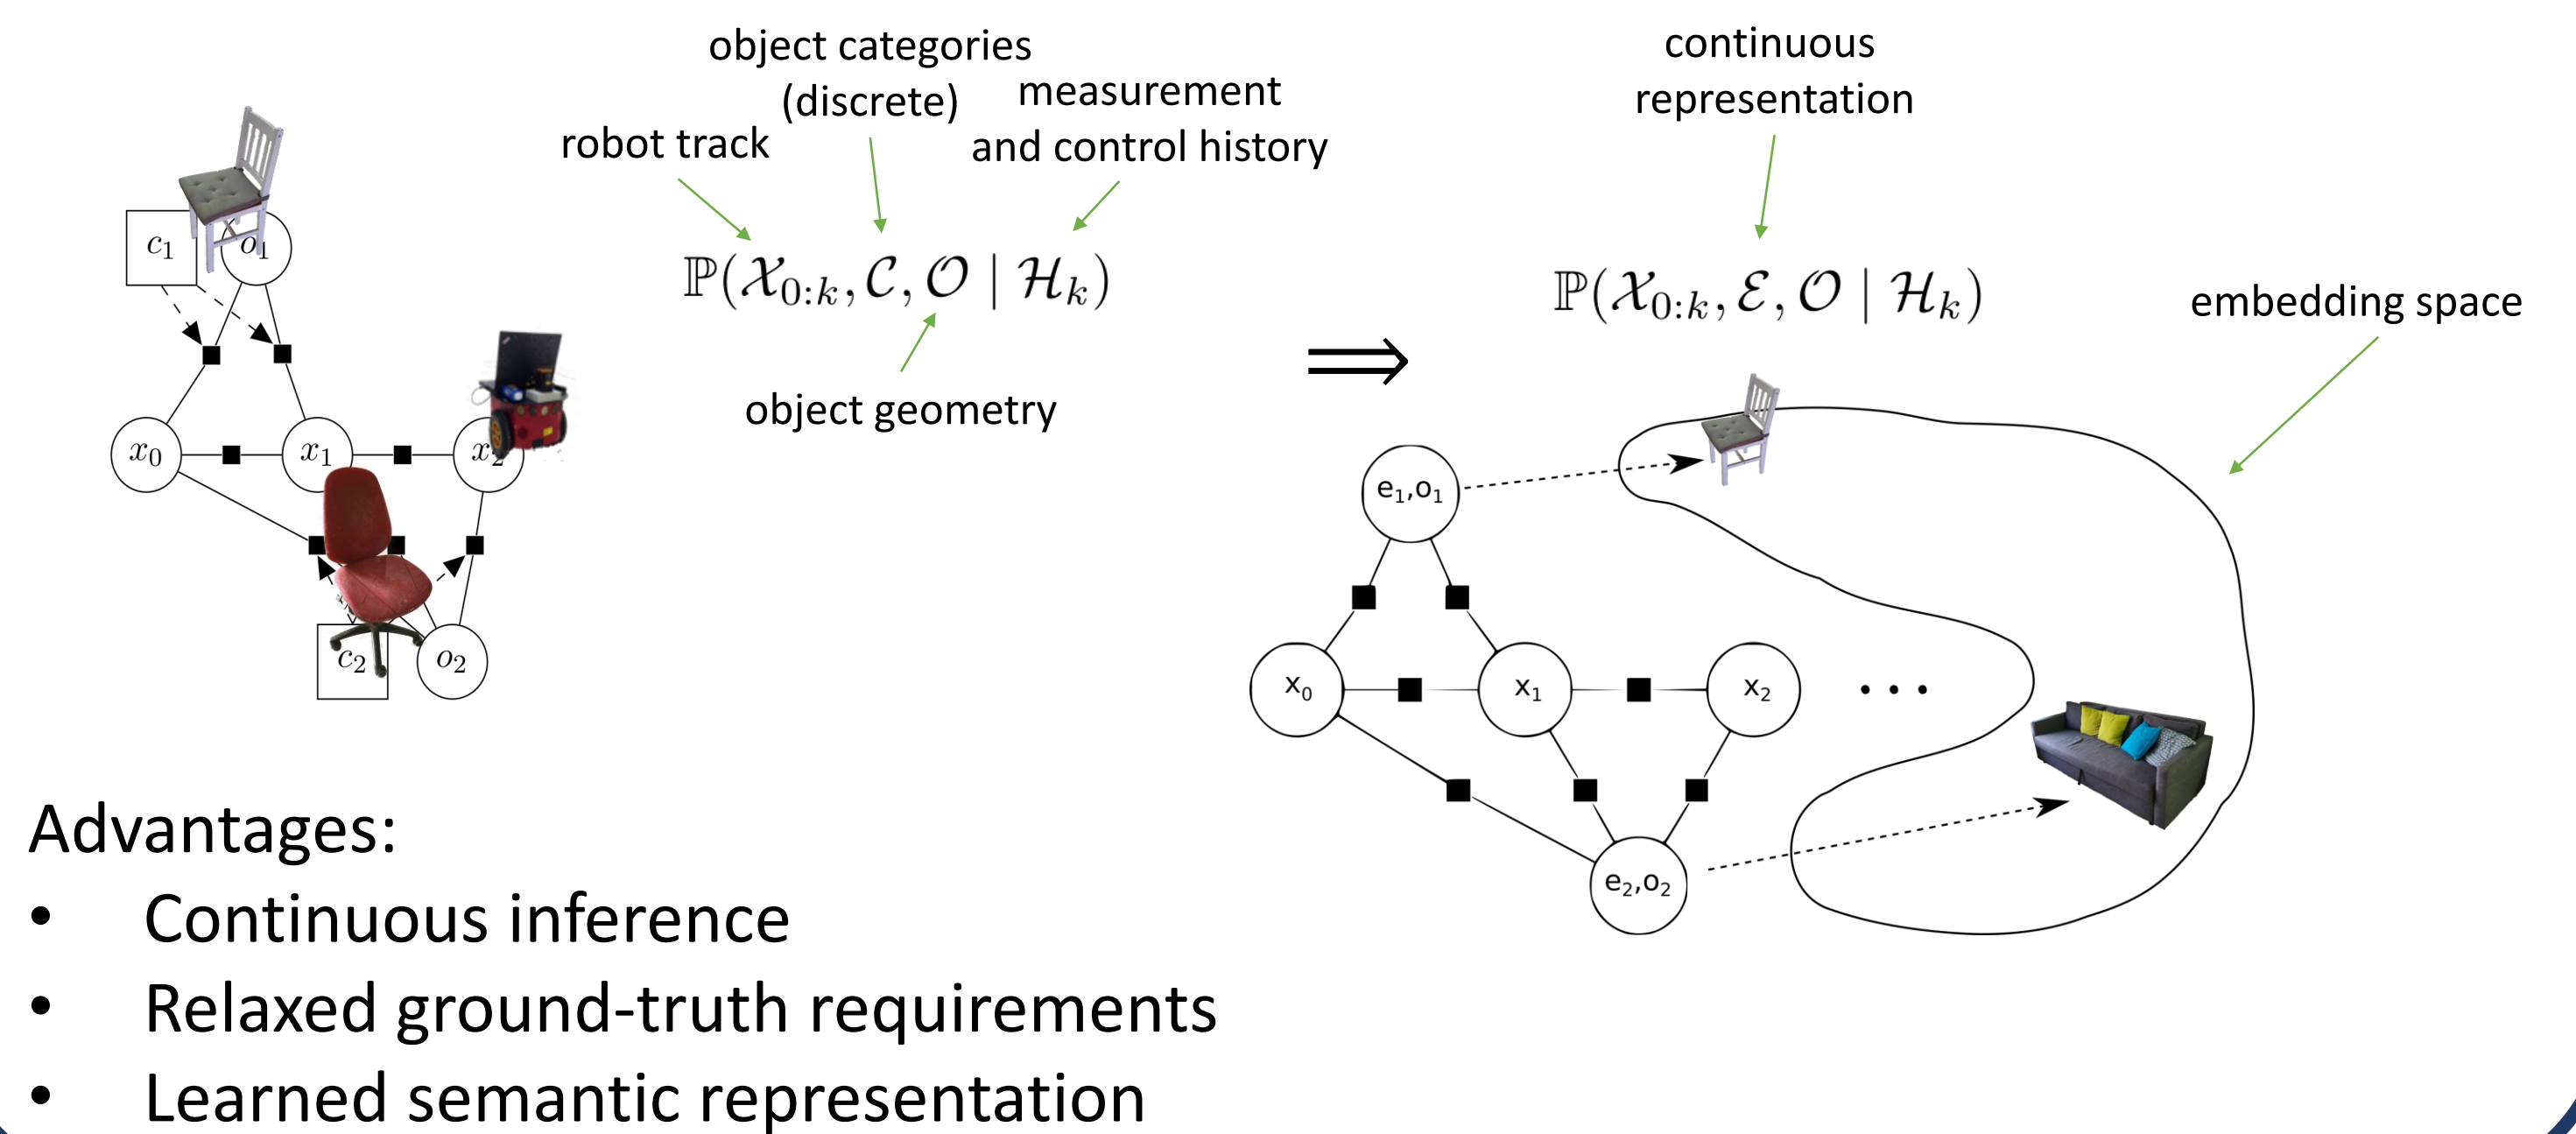 object categories
(discrete)
measurement
and control history
robot track
ℙ(𝒳₀:ₖ, 𝒞, 𝒪 | ℋₖ)
object geometry
continuous
representation
ℙ(𝒳₀:ₖ, ℰ, 𝒪 | ℋₖ)
embedding space
⟹
c₁
o₁
x₀
x₁
x₂
c₂
o₂
e₁,o₁
x₀
x₁
x₂
...
e₂,o₂
Advantages:
• Continuous inference
• Relaxed ground-truth requirements
• Learned semantic representation